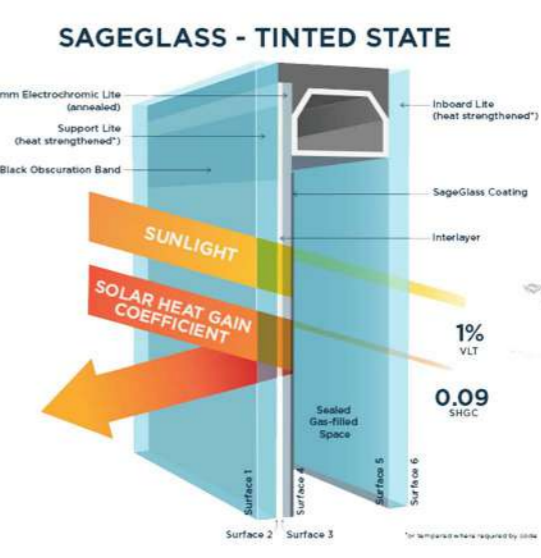 SAGEGLASS - TINTED STATE
mm Electrochromic Lite
(annealed)
Support Lite
(heat strengthened*)
Black Obscuration Band
Inboard Lite
(heat strengthened*)
SageGlass Coating
Interlayer
SUNLIGHT
SOLAR HEAT GAIN
COEFFICIENT
1%
VLT
0.09
SHGC
Sealed
Gas-filled
Space
Surface 1
Surface 2
Surface 3
Surface 4
Surface 5
Surface 6
*or tempered where required by code